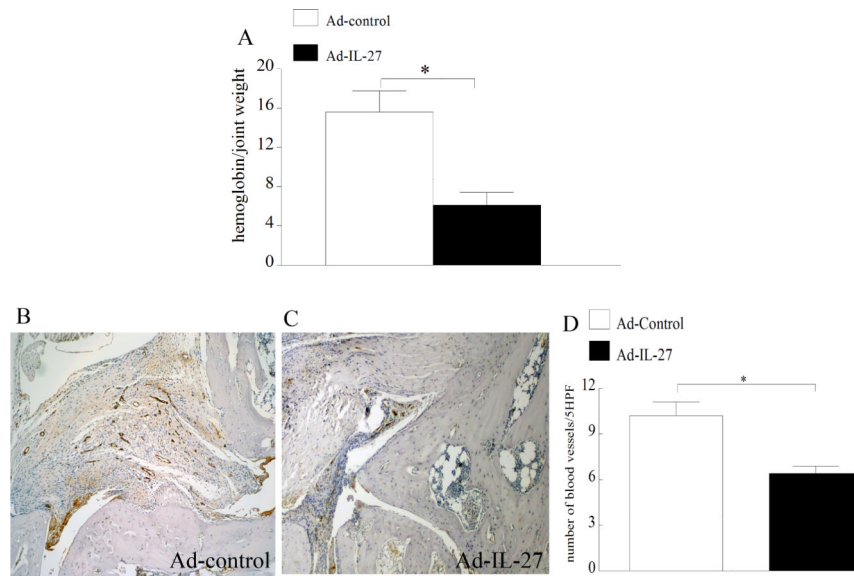 Ad-control
A
Ad-IL-27
*
20
16
12
8
4
0
hemoglobin/joint weight
B
C
D
Ad-Control
Ad-IL-27
*
12
9
6
3
0
number of blood vessels/5HPF
Ad-control
Ad-IL-27